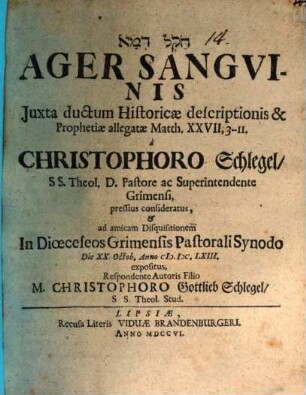 חקל דמא 14.
AGER SANGVI-
NIS
Juxta ductum Historicæ descriptionis &
Prophetiæ allegatæ Matth. XXVII, 3-11.
à
CHRISTOPHORO Schlegel/
SS. Theol. D. Pastore ac Superintendente
Grimensi,
pressius consideratus,
&
ad amicam Disquisitionem
In Diœceseos Grimensis Pastorali Synodo
Die XX. Octob, Anno cIↃ. IↃc, LXIII,
expositus,
Respondente Autoris Filio
M. CHRISTOPHORO Gottlieb Schlegel/
SS. Theol. Stud.
LIPSIÆ,
Recusa Literis VIDUÆ BRANDENBURGERI.
ANNO MDCCVI.